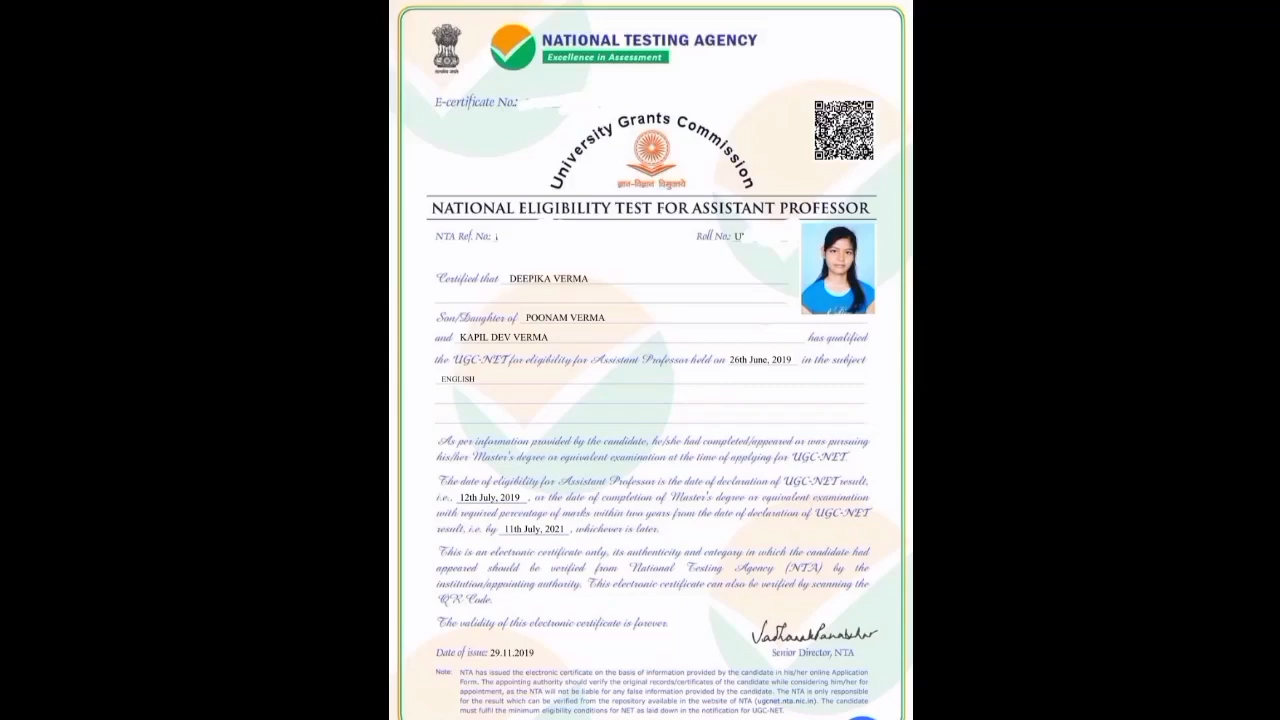 सत्यमेव जयते
NATIONAL TESTING AGENCY
Excellence in Assessment
E-certificate No.:
University Grants Commission
ज्ञान-विज्ञान विमुक्तये
NATIONAL ELIGIBILITY TEST FOR ASSISTANT PROFESSOR
NTA Ref. No.:
Roll No.: U
Certified that DEEPIKA VERMA
Son/Daughter of POONAM VERMA
and KAPIL DEV VERMA has qualified
the UGC-NET for eligibility for Assistant Professor held on 26th June, 2019 in the subject
ENGLISH
As per information provided by the candidate, he/she had completed/appeared or was pursuing
his/her Master's degree or equivalent examination at the time of applying for UGC-NET.
The date of eligibility for Assistant Professor is the date of declaration of UGC-NET result,
i.e., 12th July, 2019, or the date of completion of Master's degree or equivalent examination
with required percentage of marks within two years from the date of declaration of UGC-NET
result, i.e. by 11th July, 2021, whichever is later.
This is an electronic certificate only, its authenticity and category in which the candidate had
appeared should be verified from National Testing Agency (NTA) by the
institution/appointing authority. This electronic certificate can also be verified by scanning the
QR Code.
The validity of this electronic certificate is forever.
Date of issue: 29.11.2019
Senior Director, NTA
Note: NTA has issued the electronic certificate on the basis of information provided by the candidate in his/her online Application
Form. The appointing authority should verify the original records/certificates of the candidate while considering him/her for
appointment, as the NTA will not be liable for any false information provided by the candidate. The NTA is only responsible
for the result which can be verified from the repository available in the website of NTA (ugcnet.nta.nic.in). The candidate
must fulfil the minimum eligibility conditions for NET as laid down in the notification for UGC-NET.